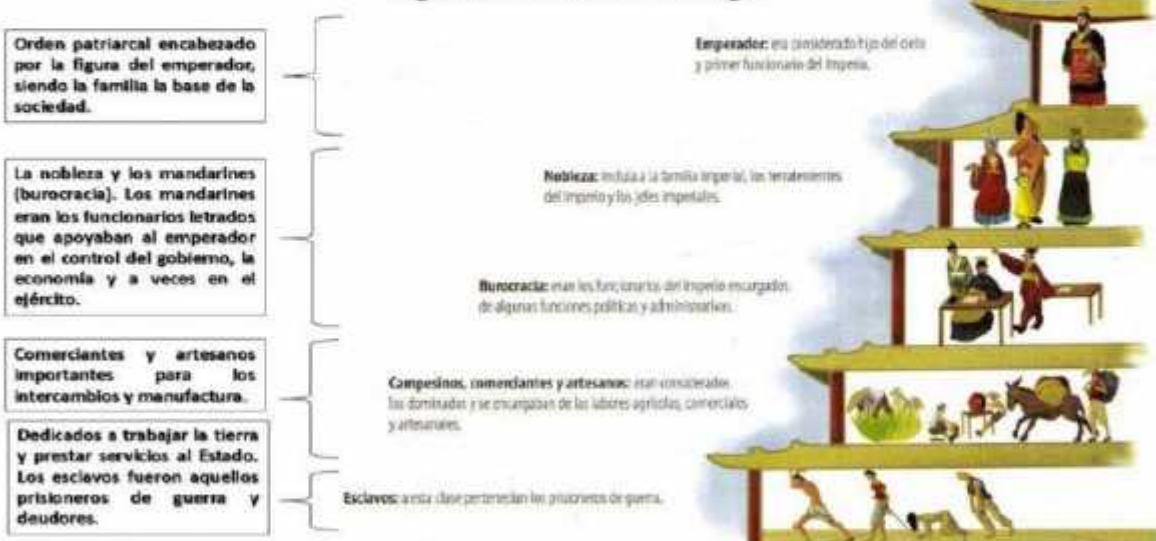 Orden patriarcal encabezado
por la figura del emperador,
siendo la familia la base de la
sociedad.
Emperador: era considerado hijo del cielo
y primer funcionario del Imperio.
La nobleza y los mandarines
(burocracia). Los mandarines
eran los funcionarios letrados
que apoyaban al emperador
en el control del gobierno, la
economía y a veces en el
ejército.
Nobleza: incluía a la familia imperial, los terratenientes
del imperio y los jefes imperiales.
Burocracia: eran los funcionarios del imperio encargados
de algunas funciones políticas y administrativas.
Comerciantes y artesanos
importantes para los
intercambios y manufactura.
Campesinos, comerciantes y artesanos: eran considerados
los dominados y se encargaban de las labores agrícolas, comerciales
y artesanales.
Dedicados a trabajar la tierra
y prestar servicios al Estado.
Los esclavos fueron aquellos
prisioneros de guerra y
deudores.
Esclavos: a esta clase pertenecían los prisioneros de guerra.